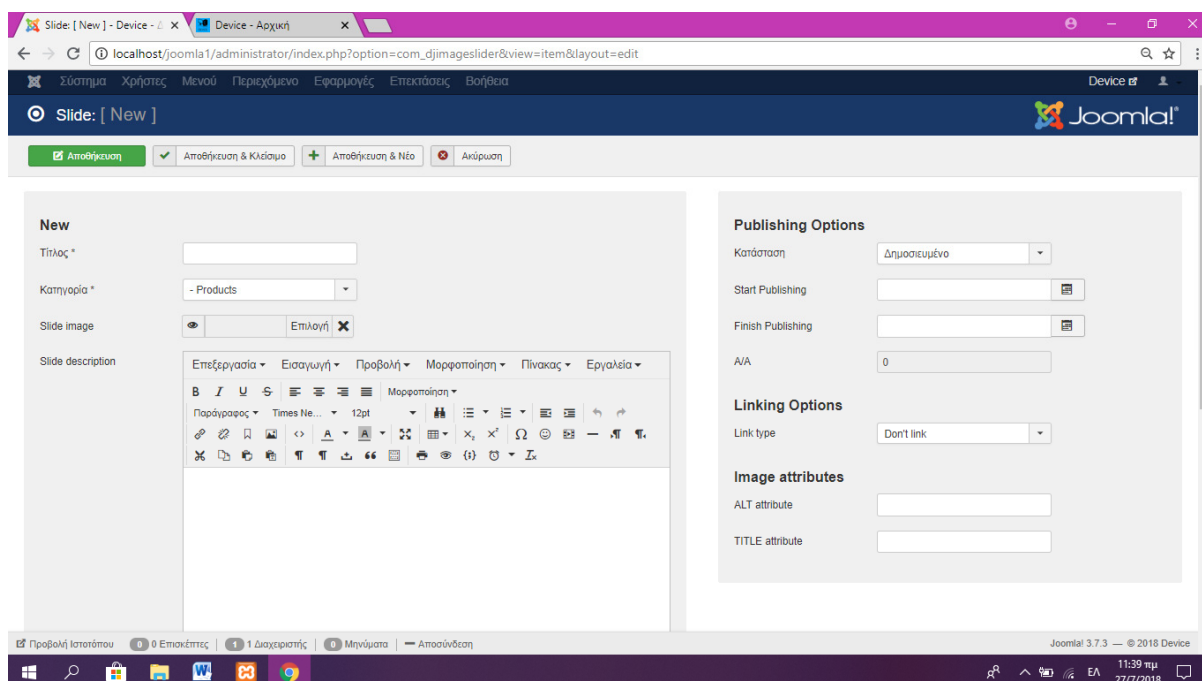 Slide: [ New ] - Device - Δ
Device - Αρχική
localhost/joomla1/administrator/index.php?option=com_djimageslider&view=item&layout=edit
Σύστημα Χρήστες Μενού Περιεχόμενο Εφαρμογές Επεκτάσεις Βοήθεια Device
Slide: [ New ]
Joomla!®
Αποθήκευση Αποθήκευση & Κλείσιμο Αποθήκευση & Νέο Ακύρωση
New
Τίτλος *
Κατηγορία * - Products
Slide image Επιλογή
Slide description
Επεξεργασία Εισαγωγή Προβολή Μορφοποίηση Πίνακας Εργαλεία
B I U S Μορφοποίηση
Παράγραφος Times Ne... 12pt
Publishing Options
Κατάσταση Δημοσιευμένο
Start Publishing
Finish Publishing
A/A 0
Linking Options
Link type Don't link
Image attributes
ALT attribute
TITLE attribute
Προβολή Ιστοτόπου 0 0 Επισκέπτες 1 1 Διαχειριστής 0 Μηνύματα Αποσύνδεση
Joomla! 3.7.3 — © 2018 Device
ΕΛ 11:39 πμ
27/7/2018